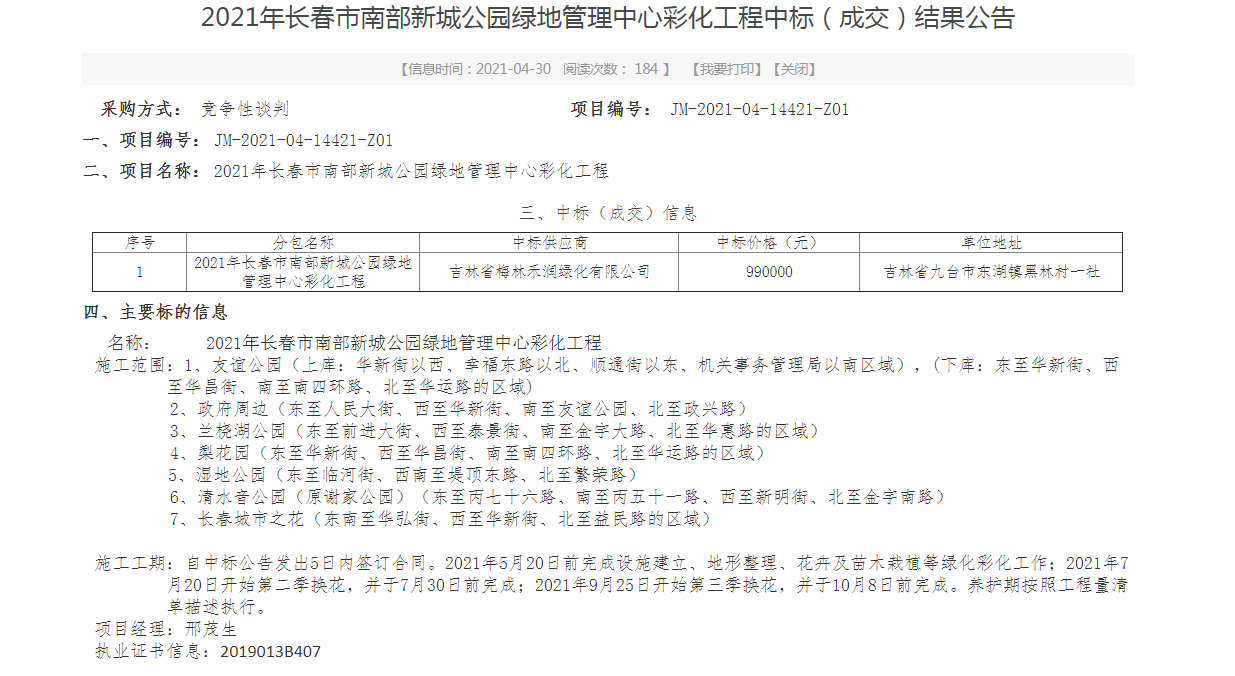 2021年长春市南部新城公园绿地管理中心彩化工程中标（成交）结果公告
【信息时间：2021-04-30 阅读次数： 184 】 【我要打印】【关闭】
采购方式： 竞争性谈判 项目编号： JM-2021-04-14421-Z01
一、项目编号： JM-2021-04-14421-Z01
二、项目名称： 2021年长春市南部新城公园绿地管理中心彩化工程
三、中标（成交）信息
序号 分包名称 中标供应商 中标价格（元） 单位地址
1 2021年长春市南部新城公园绿地管理中心彩化工程 吉林省梅林禾润绿化有限公司 990000 吉林省九台市东湖镇黑林村一社
四、主要标的信息
名称： 2021年长春市南部新城公园绿地管理中心彩化工程
施工范围：1、友谊公园（上库：华新街以西、幸福东路以北、顺通街以东、机关事务管理局以南区域），(下库：东至华新街、西
至华昌街、南至南四环路、北至华运路的区域)
2、政府周边（东至人民大街、西至华新街、南至友谊公园、北至政兴路）
3、兰桡湖公园（东至前进大街、西至泰景街、南至金字大路、北至华惠路的区域）
4、梨花园（东至华新街、西至华昌街、南至南四环路、北至华运路的区域）
5、湿地公园（东至临河街、西南至堤顶东路、北至繁荣路）
6、清水音公园（原谢家公园）（东至丙七十六路、南至丙五十一路、西至新明街、北至金字南路）
7、长春城市之花（东南至华弘街、西至华新街、北至益民路的区域）
施工工期：自中标公告发出5日内签订合同。2021年5月20日前完成设施建立、地形整理、花卉及苗木栽植等绿化彩化工作；2021年7
月20日开始第二季换花，并于7月30日前完成；2021年9月25日开始第三季换花，并于10月8日前完成。养护期按照工程量清
单描述执行。
项目经理：邢茂生
执业证书信息：2019013B407